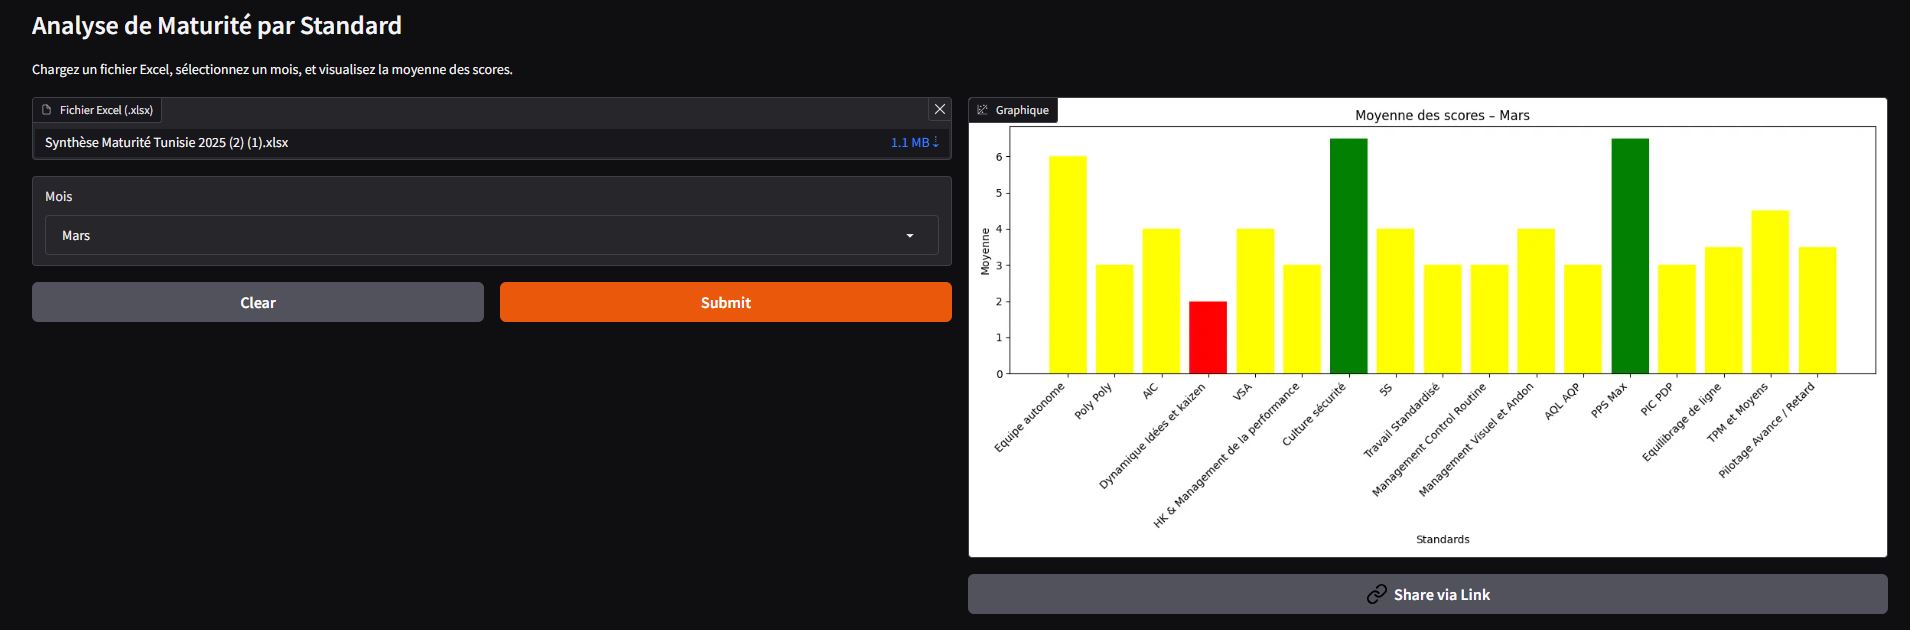 Analyse de Maturité par Standard
Chargez un fichier Excel, sélectionnez un mois, et visualisez la moyenne des scores.
Fichier Excel (.xlsx)
Synthèse Maturité Tunisie 2025 (2) (1).xlsx
1.1 MB
Mois
Mars
Clear
Submit
Graphique
Moyenne des scores – Mars
Moyenne
6
5
4
3
2
1
0
Equipe autonome
Poly Poly
AIC
Dynamique Idées et kaizen
VSA
HK & Management de la performance
Culture sécurité
5S
Travail Standardisé
Management Control Routine
Management Visuel et Andon
AQL AQP
PPS Max
PIC PDP
Equilibrage de ligne
TPM et Moyens
Pilotage Avance / Retard
Standards
Share via Link